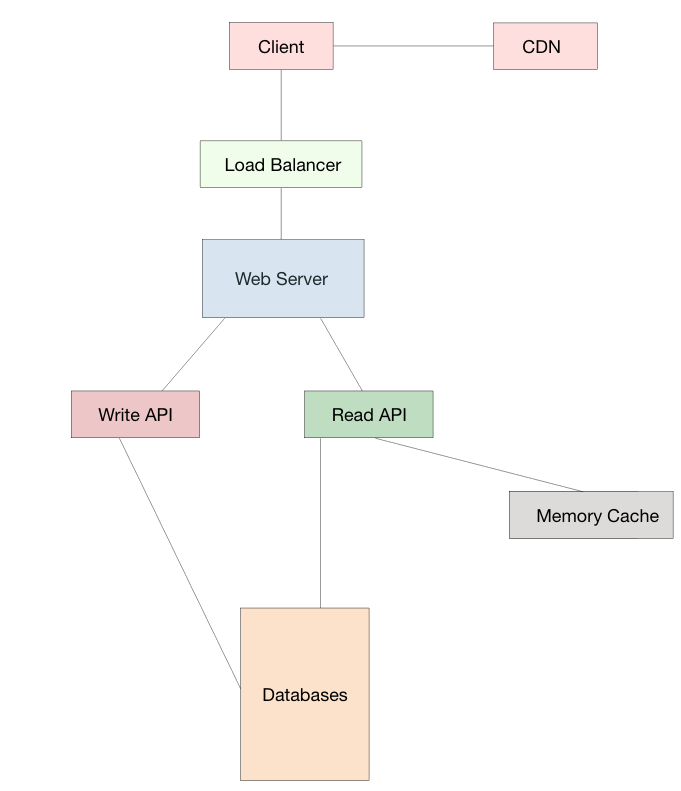 Client
CDN
Load Balancer
Web Server
Write API
Read API
Memory Cache
Databases